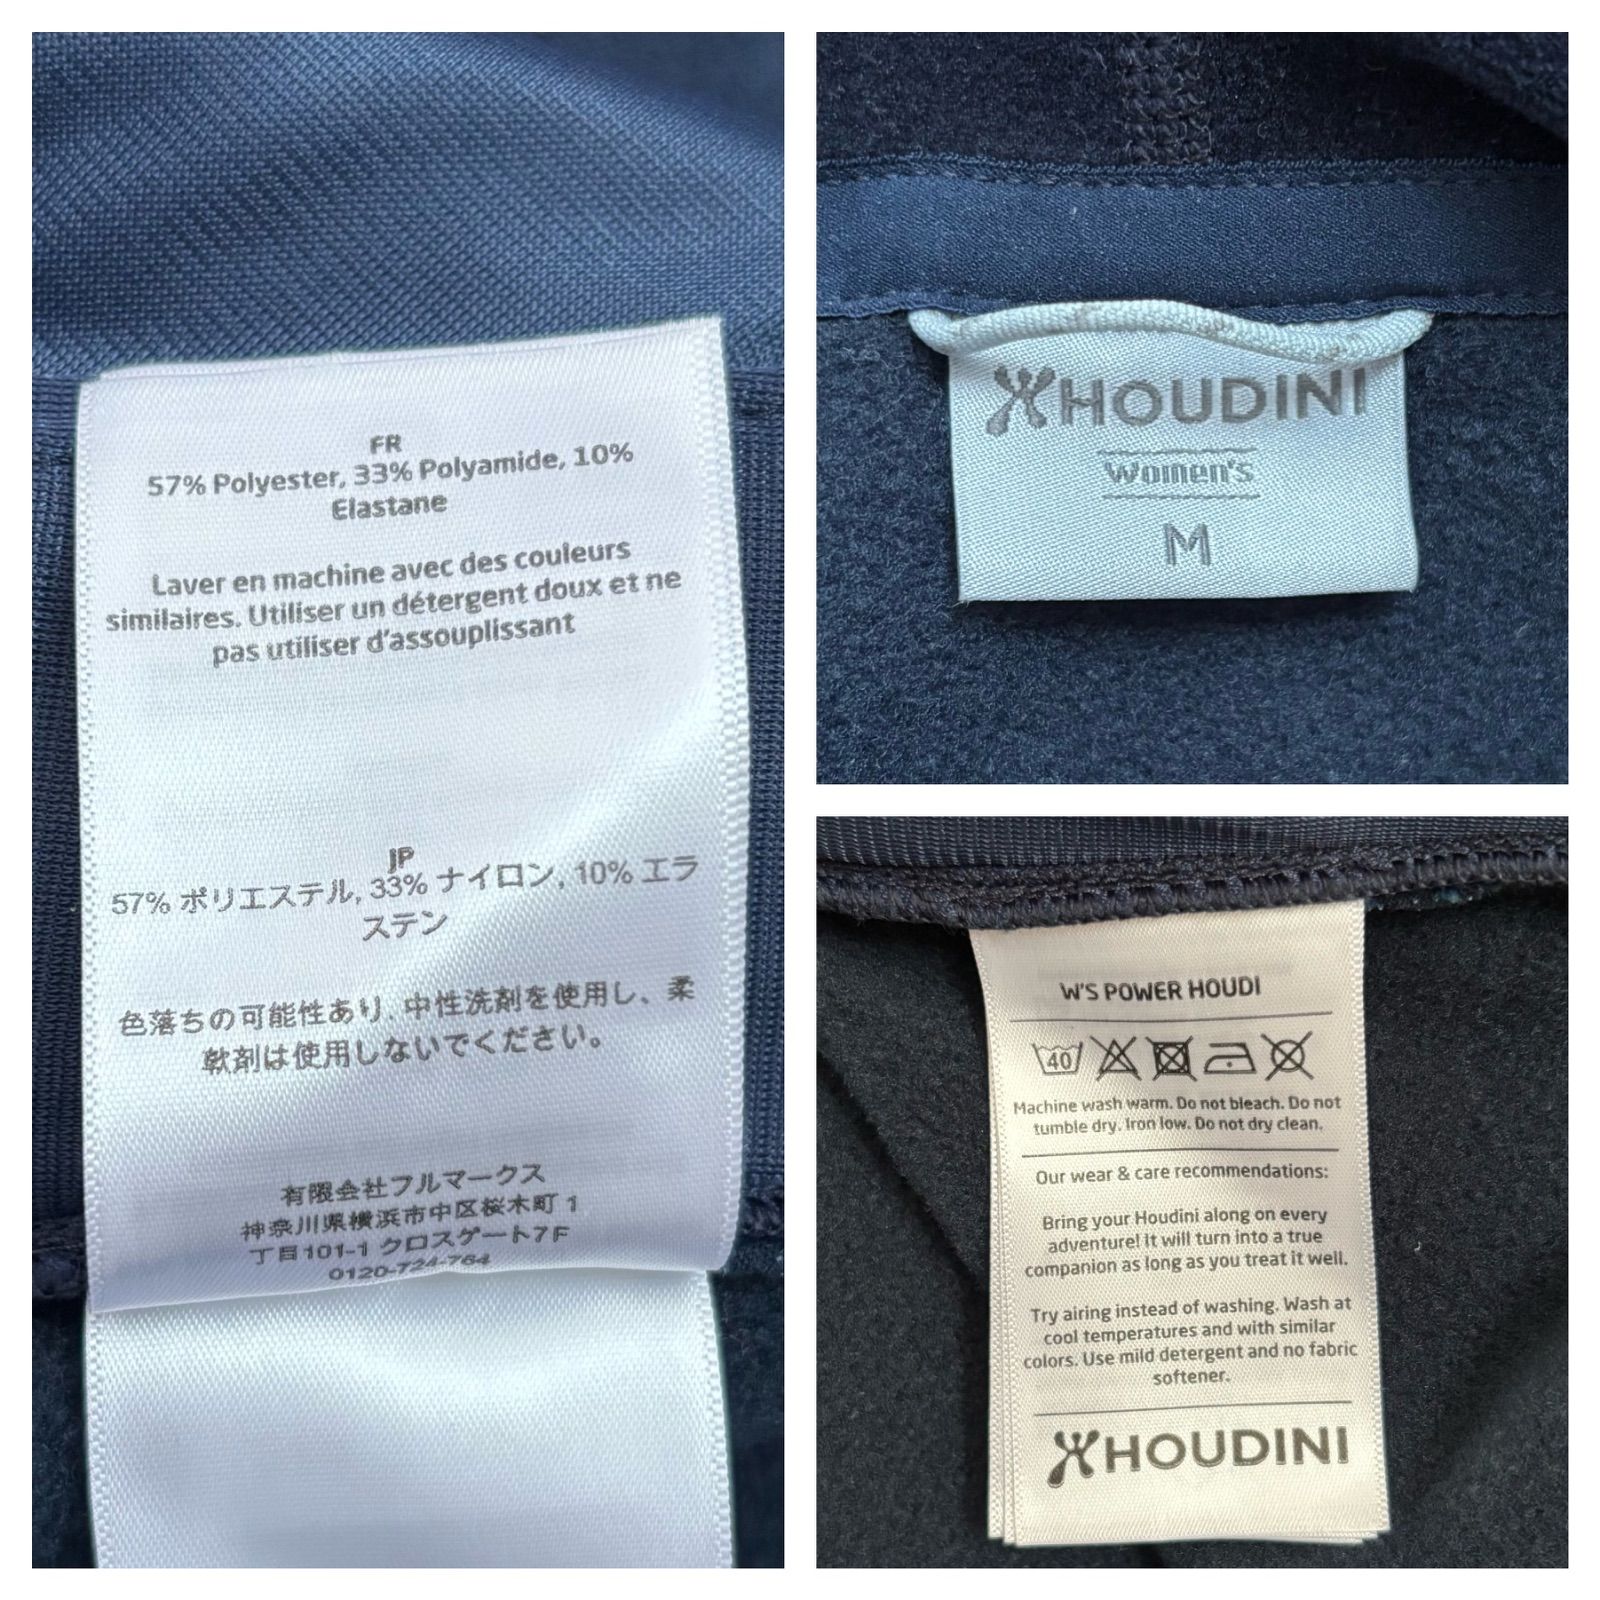 FR
57% Polyester, 33% Polyamide, 10%
Elastane
Laver en machine avec des couleurs
similaires. Utiliser un détergent doux et ne
pas utiliser d'assouplissant
JP
57% ポリエステル, 33% ナイロン, 10% エラ
ステン
色落ちの可能性あり, 中性洗剤を使用し、柔
軟剤は使用しないでください。
有限会社フルマークス
神奈川県横浜市中区桜木町 1
丁目101-1 クロスゲート7F
0120-724-764
HOUDINI
Women's
M
W'S POWER HOUDI
40
Machine wash warm. Do not bleach. Do not
tumble dry. Iron low. Do not dry clean.
Our wear & care recommendations:
Bring your Houdini along on every
adventure! It will turn into a true
companion as long as you treat it well.
Try airing instead of washing. Wash at
cool temperatures and with similar
colors. Use mild detergent and no fabric
softener.
HOUDINI